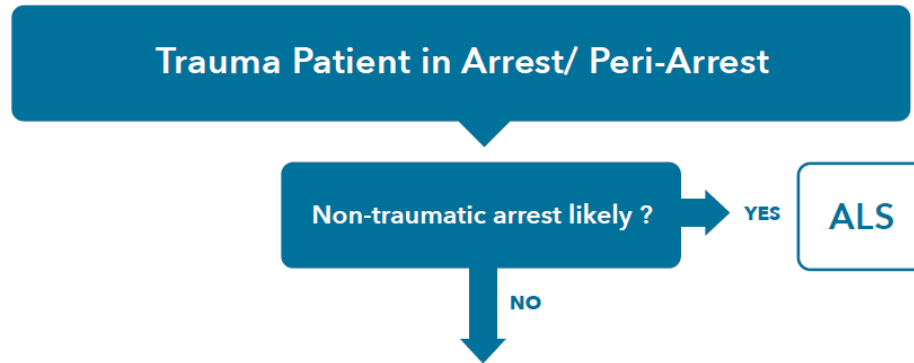 Trauma Patient in Arrest/ Peri-Arrest
Non-traumatic arrest likely ?
YES
ALS
NO